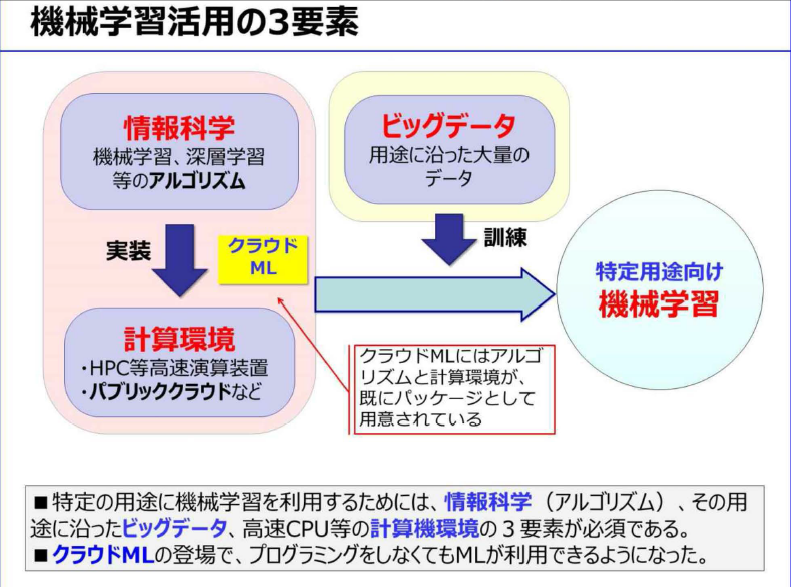 機械学習活用の3要素
情報科学
機械学習、深層学習
等のアルゴリズム
ビッグデータ
用途に沿った大量の
データ
実装
クラウド
ML
訓練
特定用途向け
機械学習
計算環境
・HPC等高速演算装置
・パブリッククラウドなど
クラウドMLにはアルゴ
リズムと計算環境が、
既にパッケージとして
用意されている
■特定の用途に機械学習を利用するためには、情報科学（アルゴリズム）、その用
途に沿ったビッグデータ、高速CPU等の計算機環境の３要素が必須である。
■クラウドMLの登場で、プログラミングをしなくてもMLが利用できるようになった。